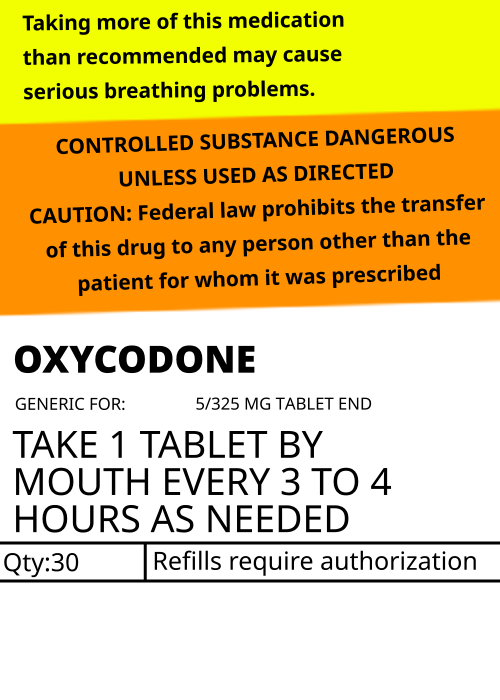 Taking more of this medication
than recommended may cause
serious breathing problems.
CONTROLLED SUBSTANCE DANGEROUS
UNLESS USED AS DIRECTED
CAUTION: Federal law prohibits the transfer
of this drug to any person other than the
patient for whom it was prescribed
OXYCODONE
GENERIC FOR: 5/325 MG TABLET END
TAKE 1 TABLET BY
MOUTH EVERY 3 TO 4
HOURS AS NEEDED
Qty:30 Refills require authorization